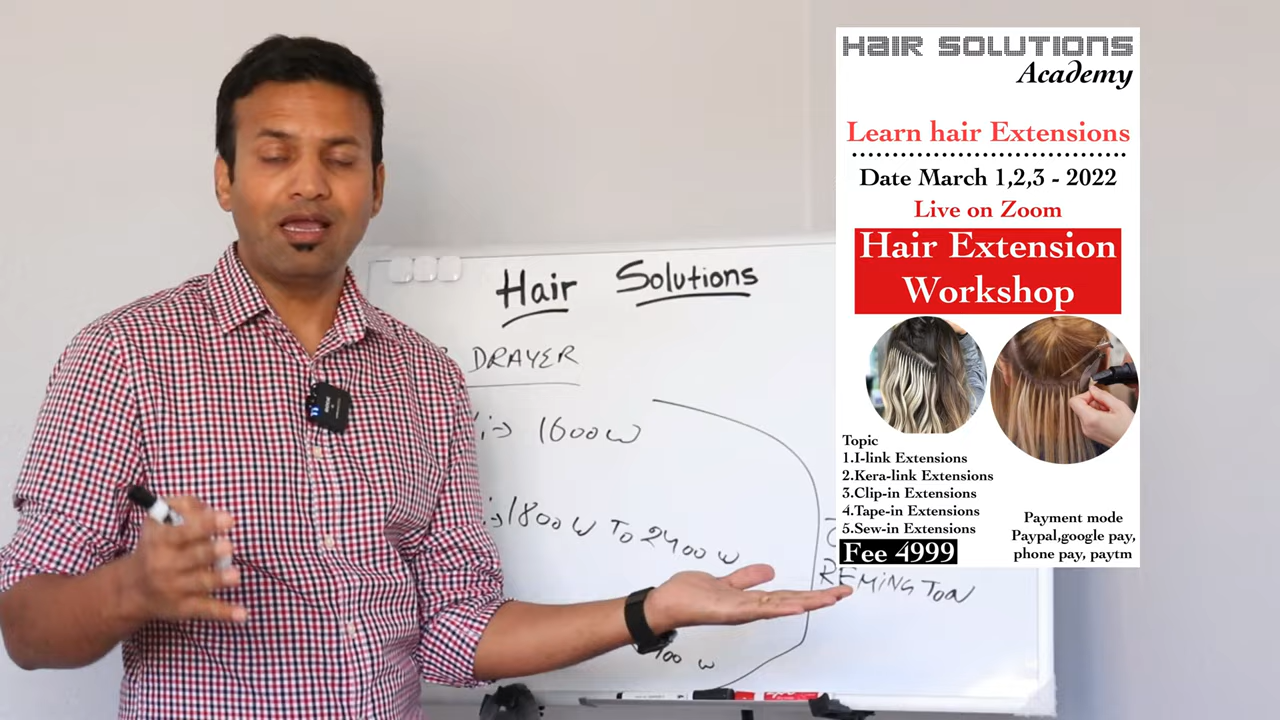 Hair Solutions
DRAYER
1600W
1800W To 2400 W
REMINGTON
HAIR SOLUTIONS
Academy
Learn hair Extensions
Date March 1,2,3 - 2022
Live on Zoom
Hair Extension
Workshop
Topic
1.I-link Extensions
2.Kera-link Extensions
3.Clip-in Extensions
4.Tape-in Extensions
5.Sew-in Extensions
Fee 4999
Payment mode
Paypal,google pay,
phone pay, paytm